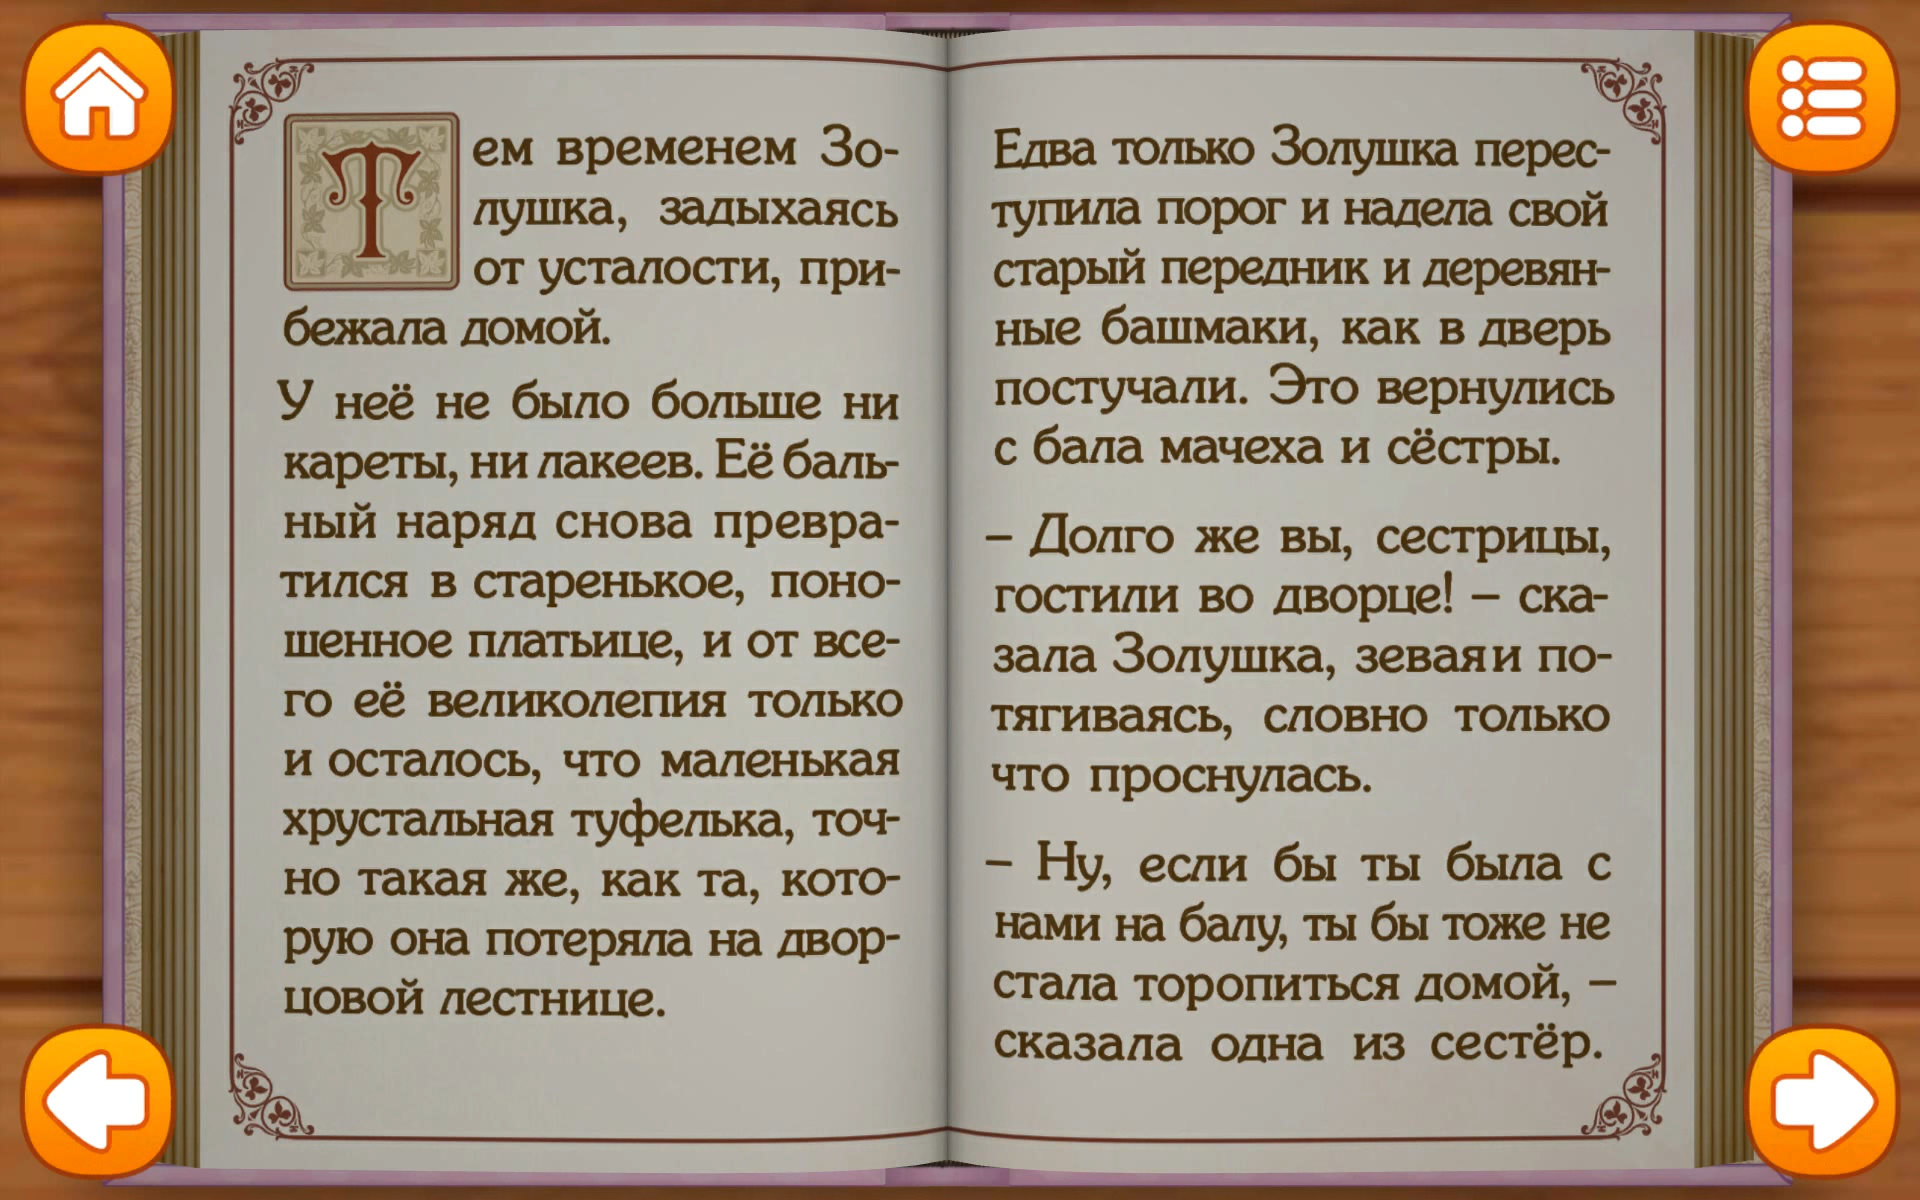 Тем временем Зо-
лушка, задыхаясь
от усталости, при-
бежала домой.
У неё не было больше ни
кареты, ни лакеев. Её баль-
ный наряд снова превра-
тился в старенькое, поно-
шенное платьице, и от все-
го её великолепия только
и осталось, что маленькая
хрустальная туфелька, точ-
но такая же, как та, кото-
рую она потеряла на двор-
цовой лестнице.
Едва только Золушка перес-
тупила порог и надела свой
старый передник и деревян-
ные башмаки, как в дверь
постучали. Это вернулись
с бала мачеха и сёстры.
– Долго же вы, сестрицы,
гостили во дворце! – ска-
зала Золушка, зевая и по-
тягиваясь, словно только
что проснулась.
– Ну, если бы ты была с
нами на балу, ты бы тоже не
стала торопиться домой, –
сказала одна из сестёр.